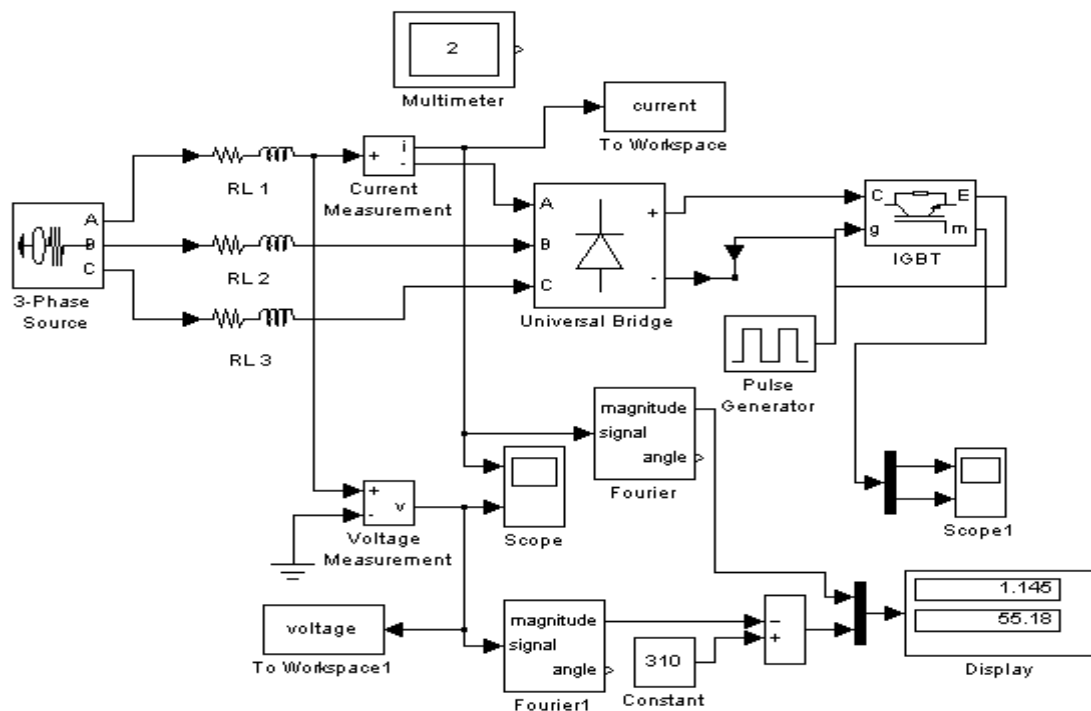 2
Multimeter
current
To Workspace
A
B
C
3-Phase
Source
RL 1
RL 2
RL 3
+
i
-
Current
Measurement
A
B
C
+
-
Universal Bridge
C
E
g
m
IGBT
Pulse
Generator
magnitude
signal
angle
Fourier
Scope
Scope1
+
-
v
Voltage
Measurement
voltage
To Workspace1
magnitude
signal
angle
Fourier1
310
Constant
−
+
1.145
55.18
Display